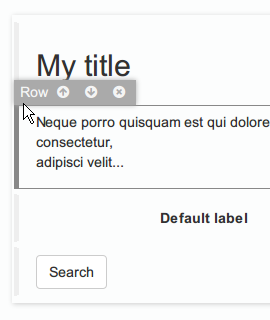 My title
Row
Neque porro quisquam est qui dolore
consectetur,
adipisci velit...
Default label
Search